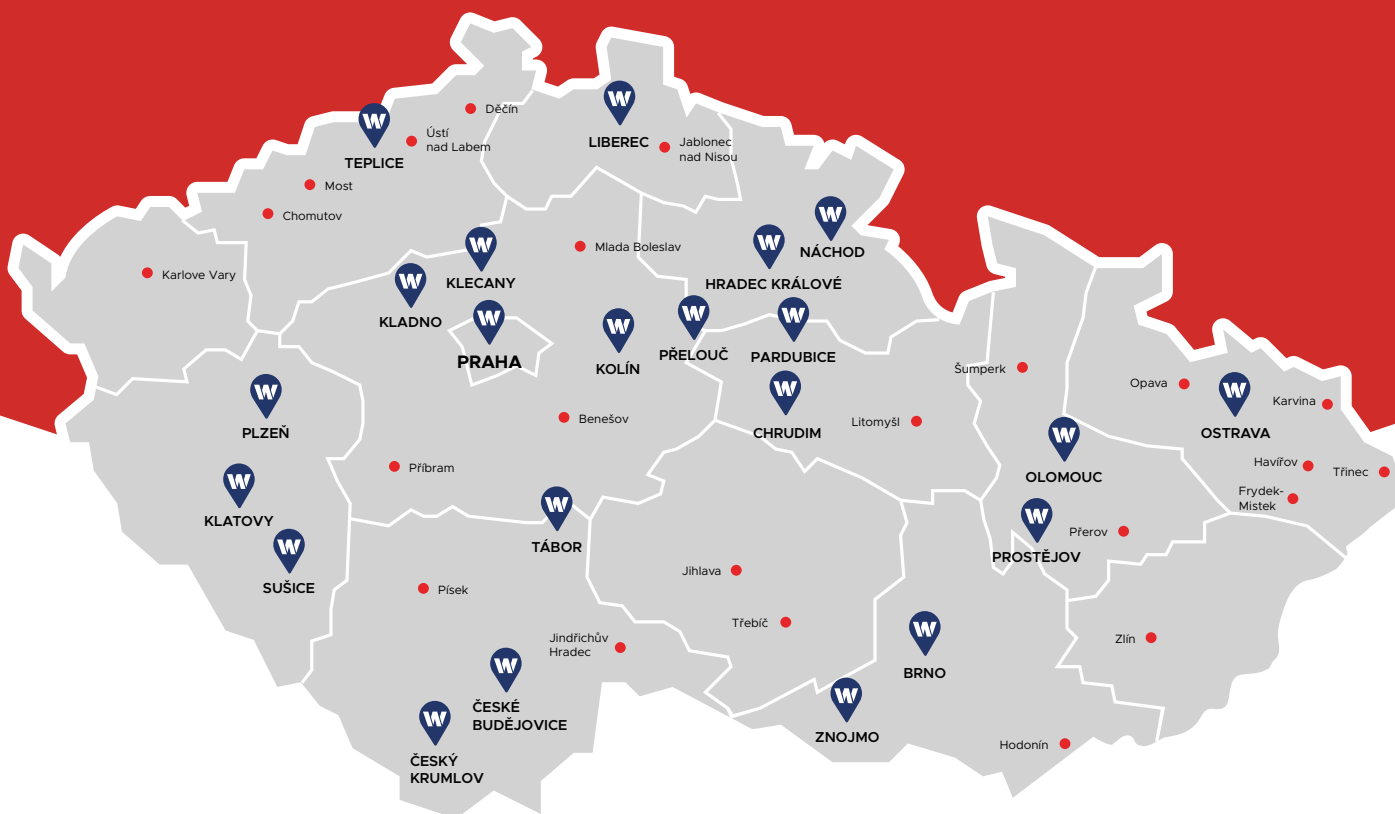 Děčín
W
TEPLICE
Ústí
nad Labem
W
LIBEREC
Jablonec
nad Nisou
Most
Chomutov
Karlove Vary
W
KLECANY
W
KLADNO
W
PRAHA
Mlada Boleslav
W
NÁCHOD
W
HRADEC KRÁLOVÉ
W
KOLÍN
W
PŘELOUČ
W
PARDUBICE
W
PLZEŇ
Benešov
W
CHRUDIM
Litomyšl
Šumperk
Opava
W
OSTRAVA
Karvina
W
OLOMOUC
Havířov
Třinec
Frydek-
Mistek
Příbram
W
KLATOVY
W
SUŠICE
W
TÁBOR
W
PROSTĚJOV
Přerov
Písek
Jihlava
Třebíč
Jindřichův
Hradec
Zlín
W
BRNO
W
ČESKÉ
BUDĚJOVICE
W
ČESKÝ
KRUMLOV
W
ZNOJMO
Hodonín